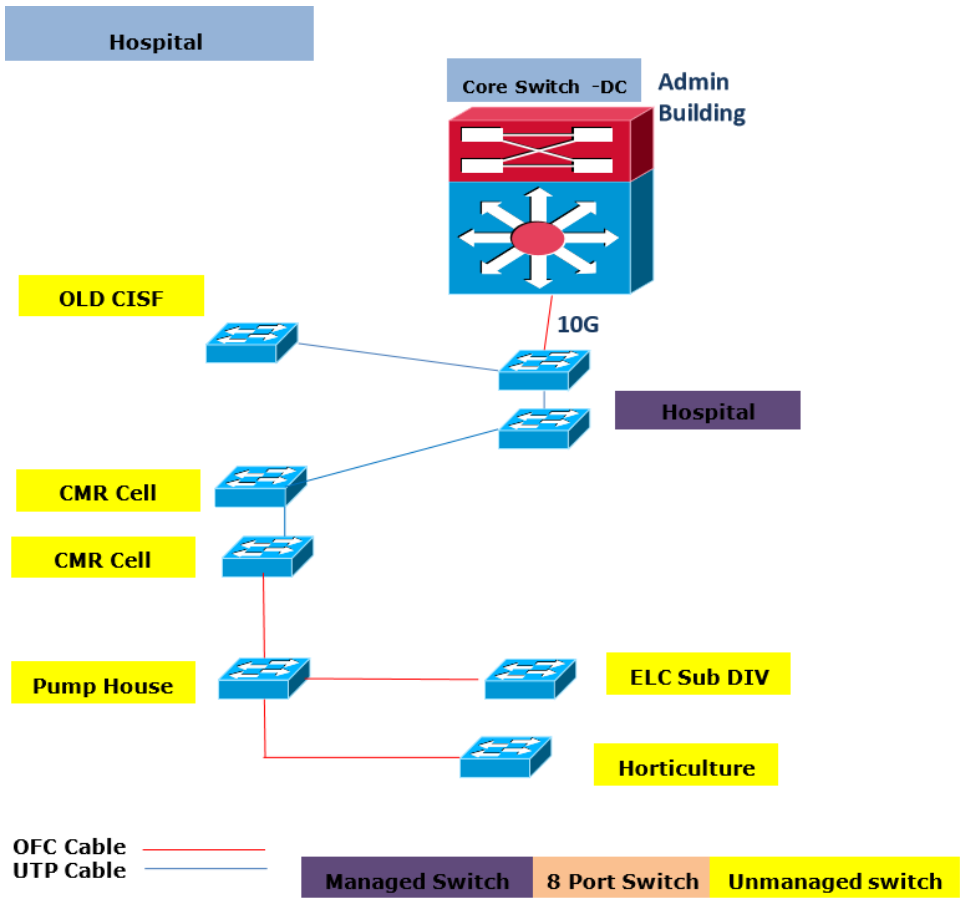 Hospital
Core Switch -DC
Admin
Building
OLD CISF
10G
Hospital
CMR Cell
CMR Cell
Pump House
ELC Sub DIV
Horticulture
OFC Cable
UTP Cable
Managed Switch
8 Port Switch
Unmanaged switch